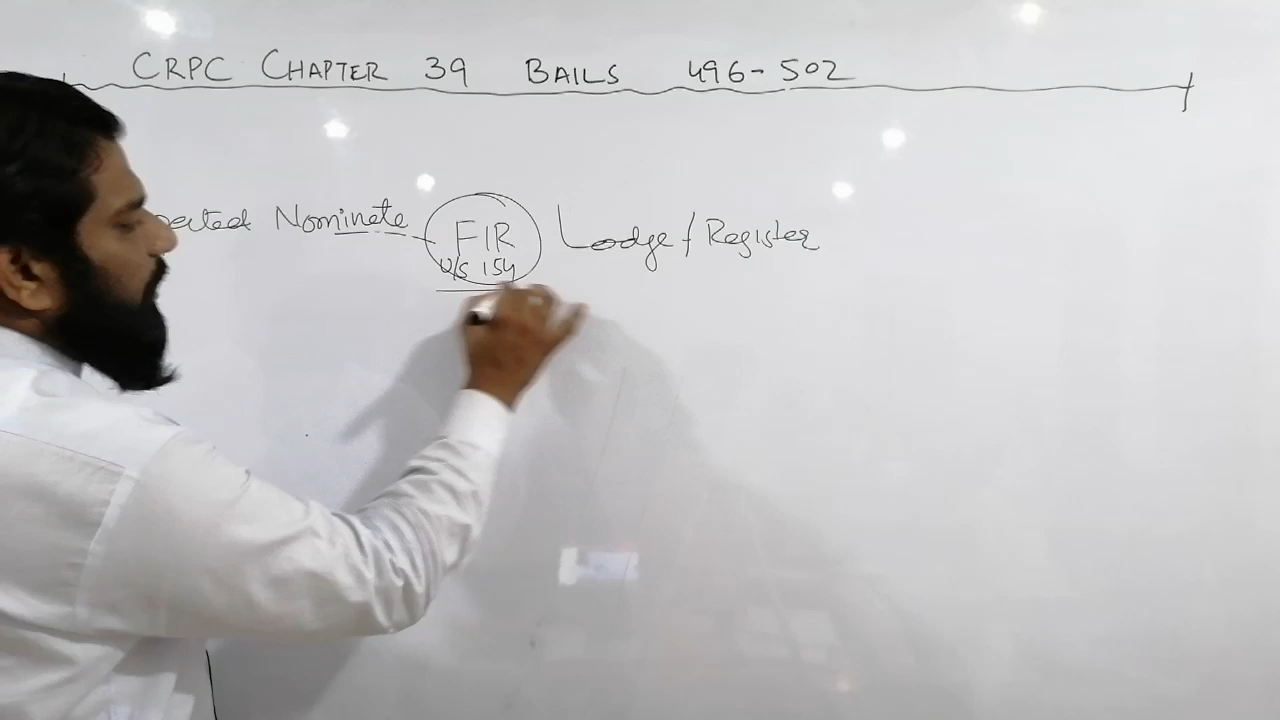 CRPC CHAPTER 39 BAILS 496-502
Nominate FIR Lodge / Register
U/S 154